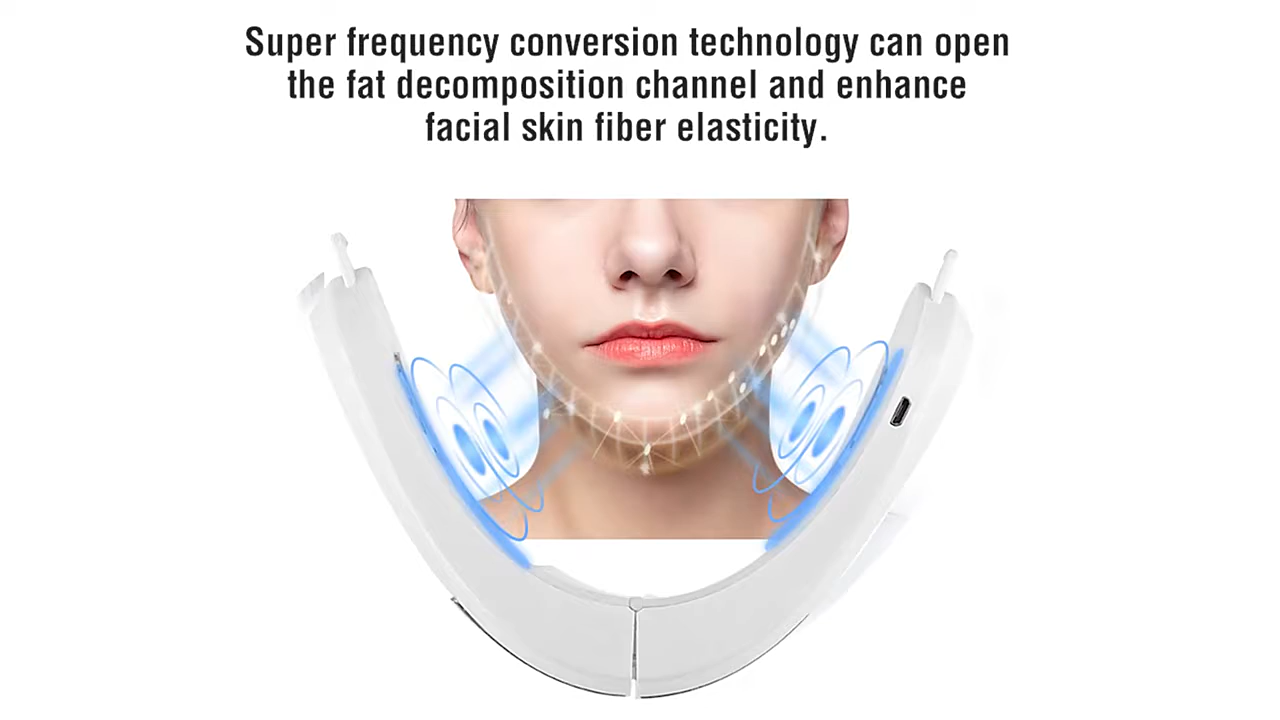 Super frequency conversion technology can open
the fat decomposition channel and enhance
facial skin fiber elasticity.